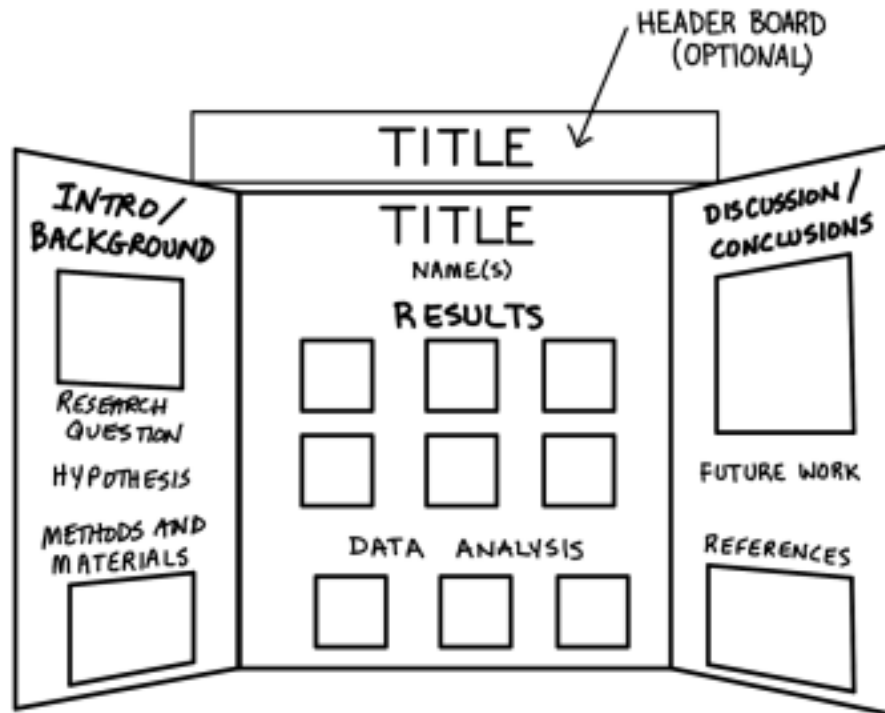 HEADER BOARD
(OPTIONAL)
TITLE
INTRO/
BACKGROUND
RESEARCH
QUESTION
HYPOTHESIS
METHODS AND
MATERIALS
TITLE
NAME(S)
RESULTS
DATA ANALYSIS
DISCUSSION/
CONCLUSIONS
FUTURE WORK
REFERENCES